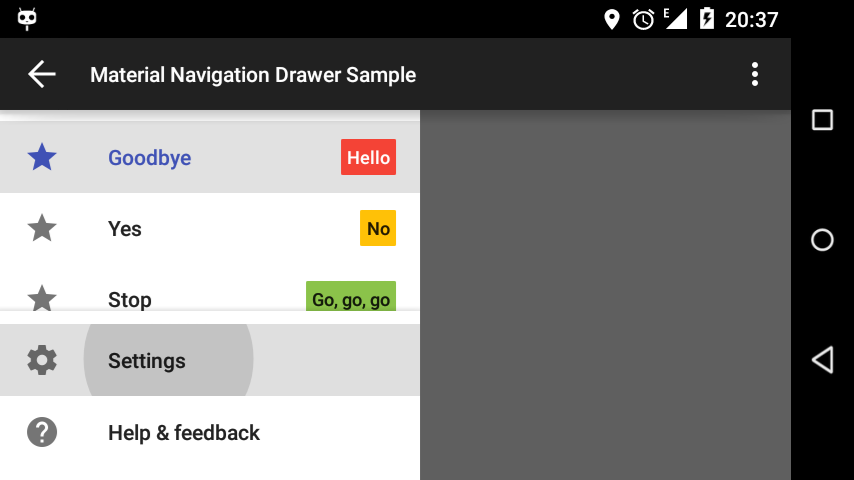 E
20:37
Material Navigation Drawer Sample
Goodbye Hello
Yes No
Stop Go, go, go
Settings
Help & feedback